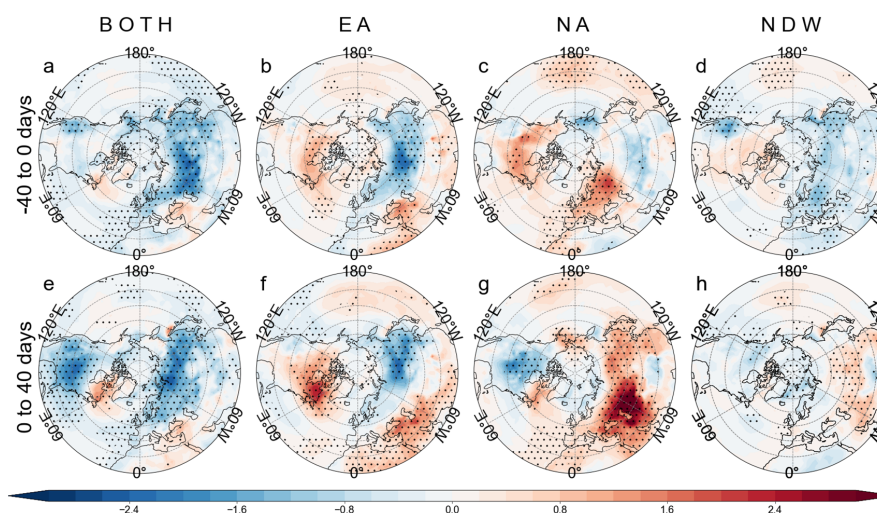 BOTH EA NA NDW
-40 to 0 days
a b c d
180° 180° 180° 180°
120°E 120°W 120°E 120°W 120°E 120°W 120°E 120°W
60°E 60°W 60°E 60°W 60°E 60°W 60°E 60°W
0° 0° 0° 0°
0 to 40 days
e f g h
180° 180° 180° 180°
120°E 120°W 120°E 120°W 120°E 120°W 120°E 120°W
60°E 60°W 60°E 60°W 60°E 60°W 60°E 60°W
0° 0° 0° 0°
−2.4 −1.6 −0.8 0.0 0.8 1.6 2.4